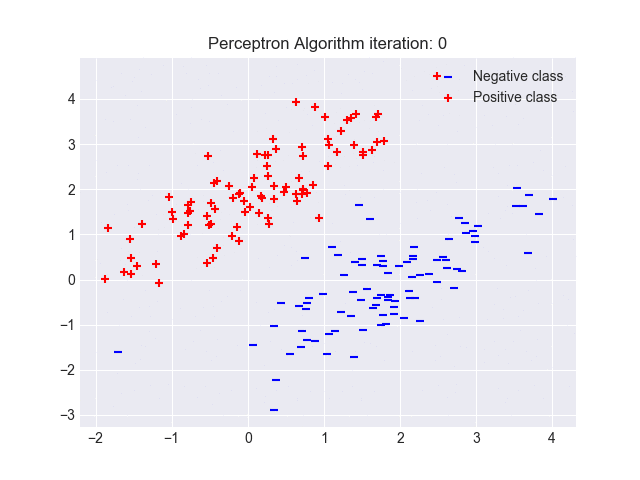 Perceptron Algorithm iteration: 0
Negative class
Positive class
4
3
2
1
0
−1
−2
−3
−2 −1 0 1 2 3 4